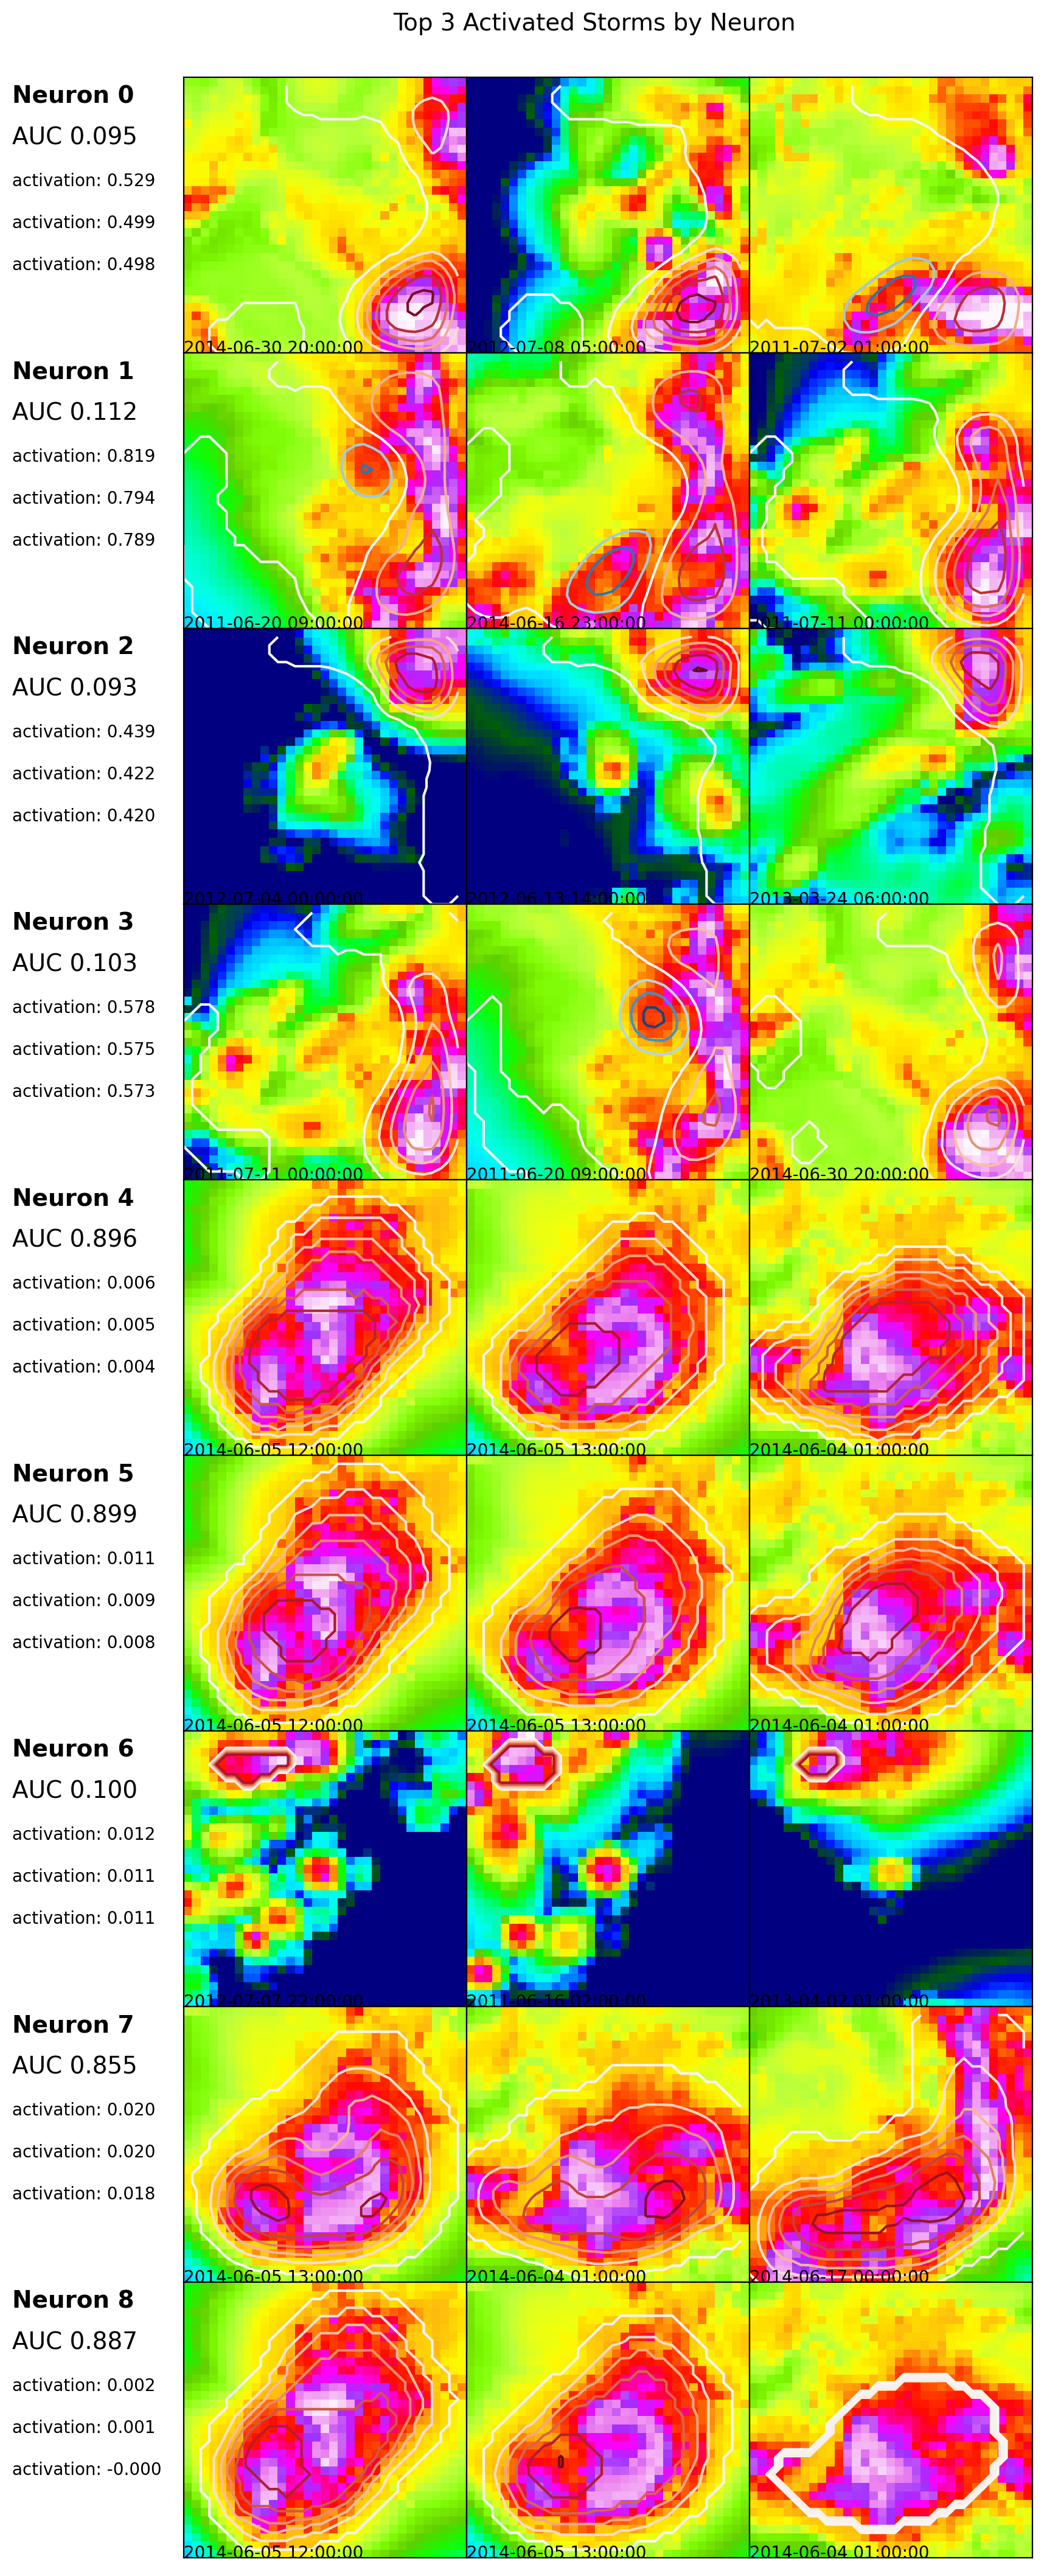 Top 3 Activated Storms by Neuron
Neuron 0
AUC 0.095
activation: 0.529
activation: 0.499
activation: 0.498
2014-06-30 20:00:00
2012-07-08 05:00:00
2011-07-02 01:00:00
Neuron 1
AUC 0.112
activation: 0.819
activation: 0.794
activation: 0.789
2011-06-20 09:00:00
2014-06-16 23:00:00
2011-07-11 00:00:00
Neuron 2
AUC 0.093
activation: 0.439
activation: 0.422
activation: 0.420
2012-07-04 00:00:00
2012-06-13 14:00:00
2013-03-24 06:00:00
Neuron 3
AUC 0.103
activation: 0.578
activation: 0.575
activation: 0.573
2011-07-11 00:00:00
2011-06-20 09:00:00
2014-06-30 20:00:00
Neuron 4
AUC 0.896
activation: 0.006
activation: 0.005
activation: 0.004
2014-06-05 12:00:00
2014-06-05 13:00:00
2014-06-04 01:00:00
Neuron 5
AUC 0.899
activation: 0.011
activation: 0.009
activation: 0.008
2014-06-05 12:00:00
2014-06-05 13:00:00
2014-06-04 01:00:00
Neuron 6
AUC 0.100
activation: 0.012
activation: 0.011
activation: 0.011
2012-07-07 22:00:00
2011-06-16 02:00:00
2013-04-02 01:00:00
Neuron 7
AUC 0.855
activation: 0.020
activation: 0.020
activation: 0.018
2014-06-05 13:00:00
2014-06-04 01:00:00
2014-06-17 00:00:00
Neuron 8
AUC 0.887
activation: 0.002
activation: 0.001
activation: -0.000
2014-06-05 12:00:00
2014-06-05 13:00:00
2014-06-04 01:00:00